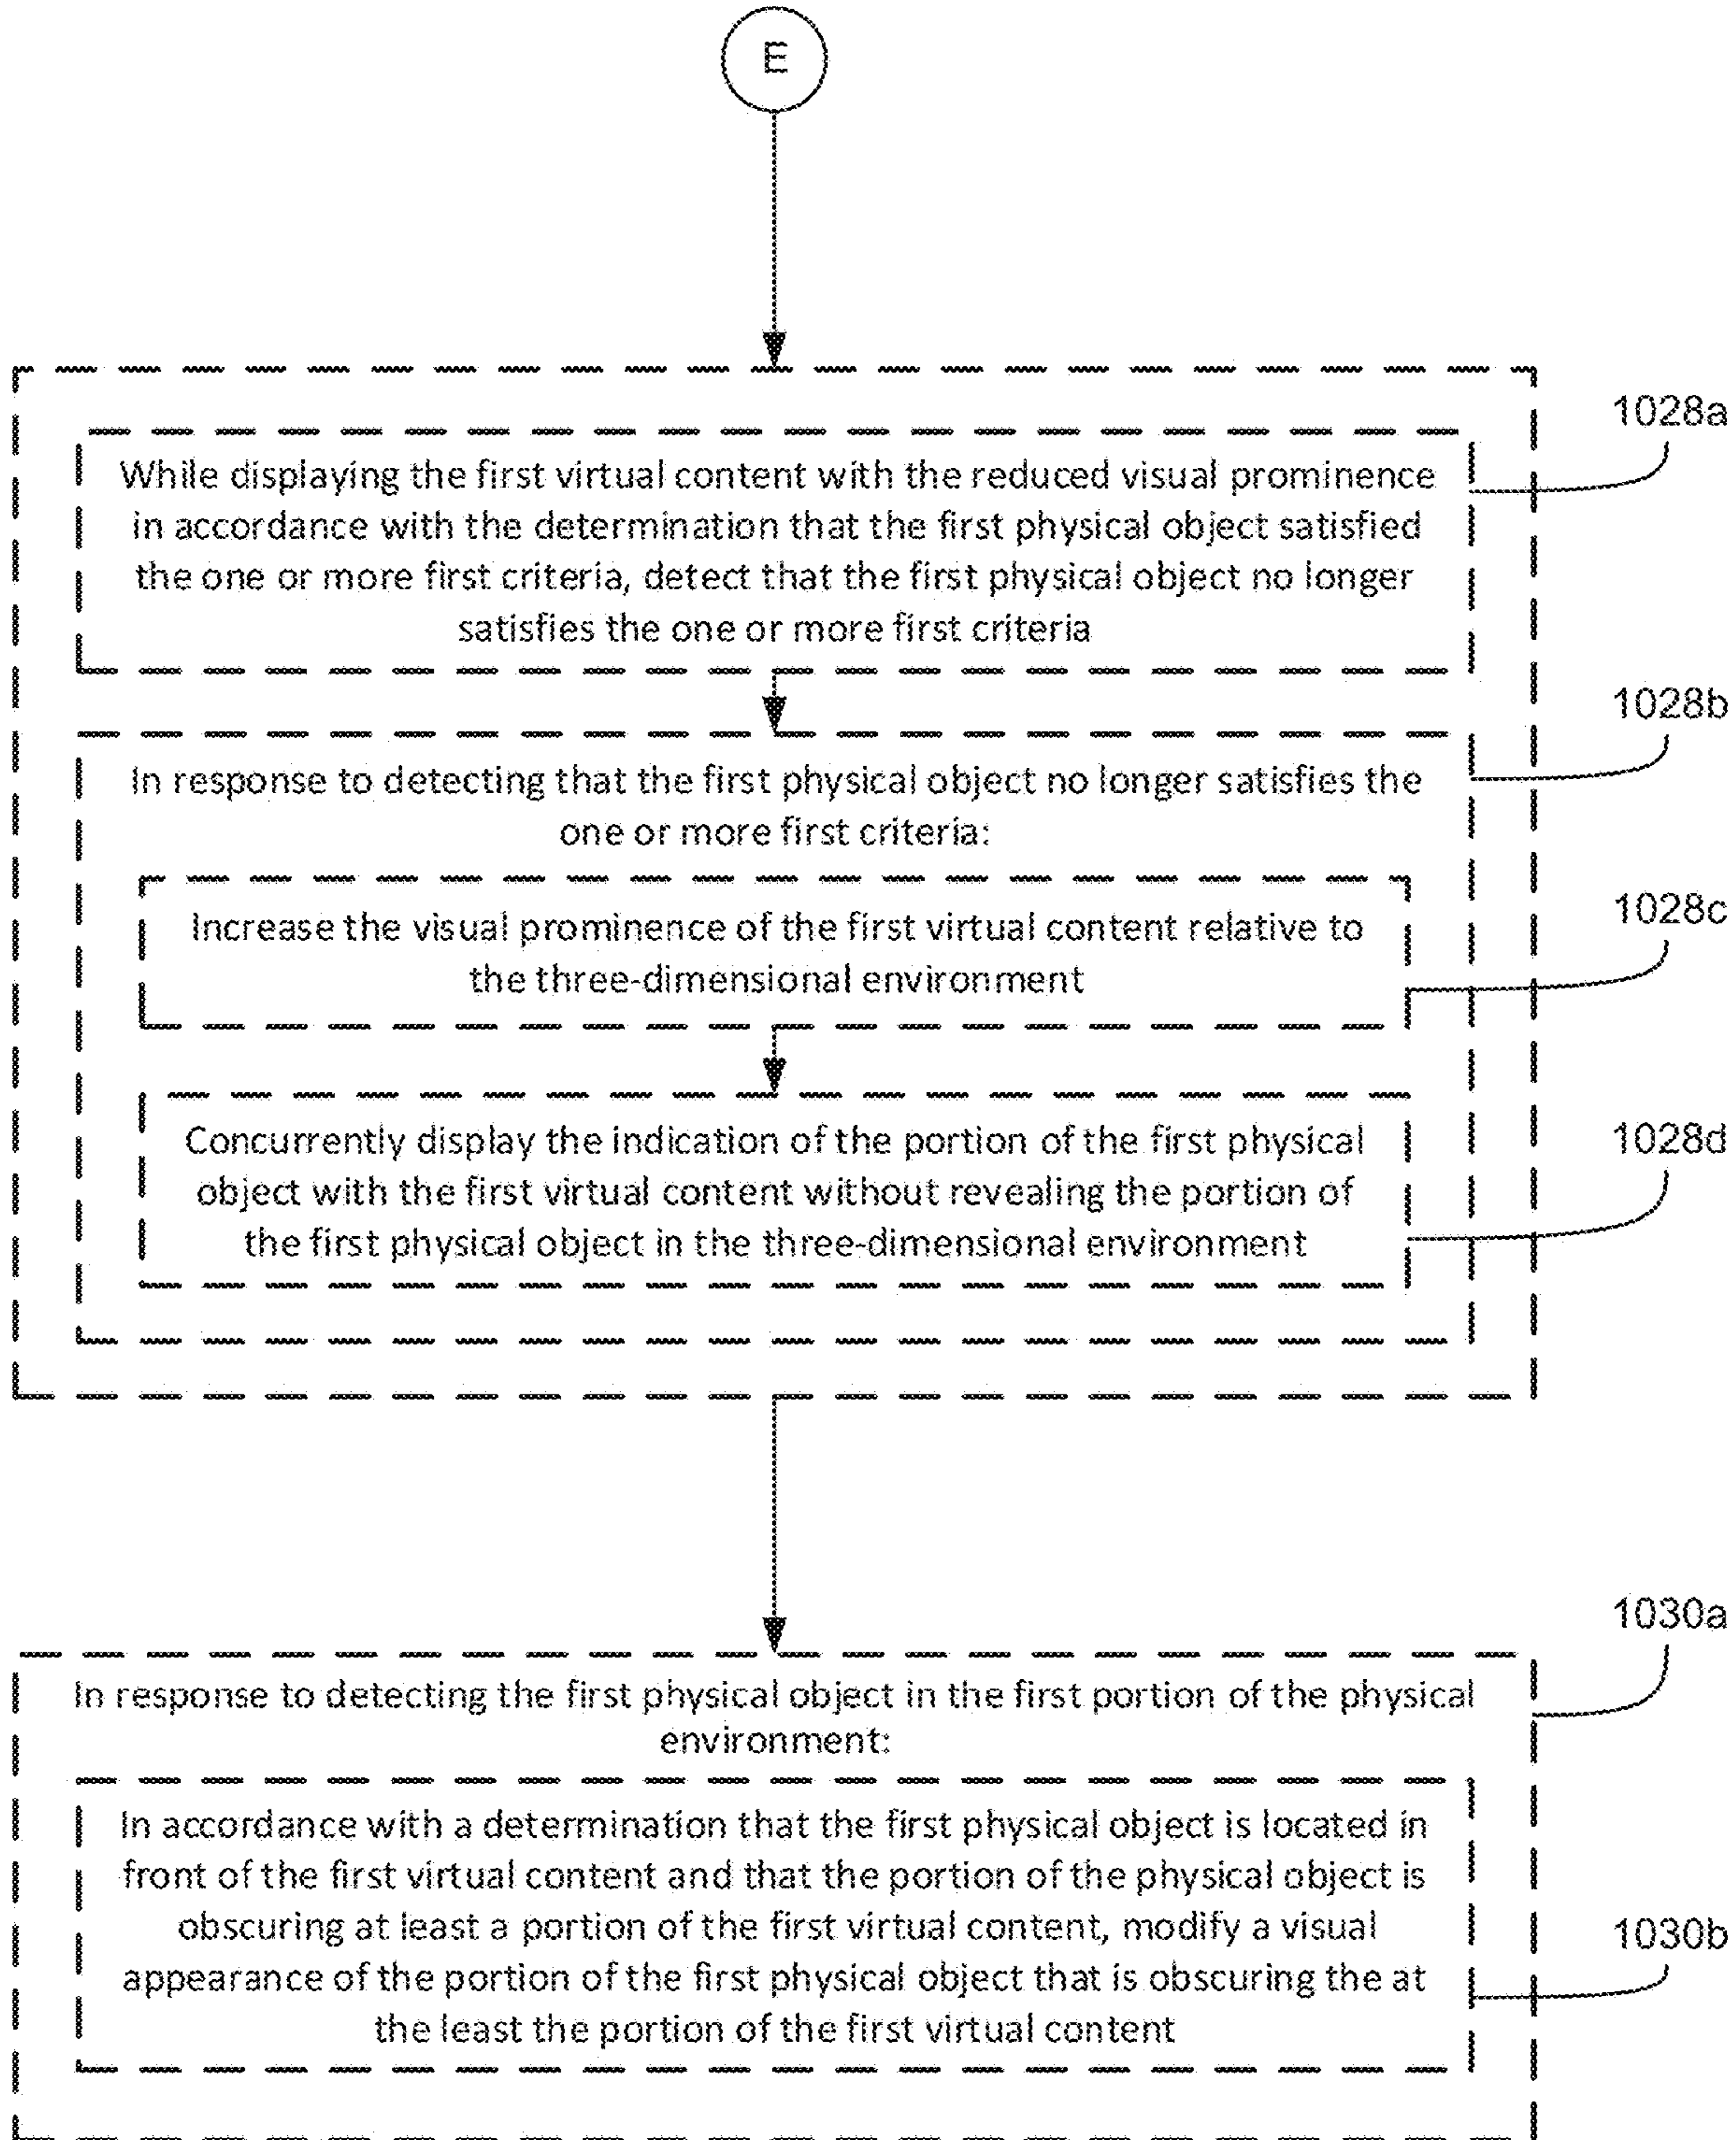 E
1028a
While displaying the first virtual content with the reduced visual prominence
in accordance with the determination that the first physical object satisfied
the one or more first criteria, detect that the first physical object no longer
satisfies the one or more first criteria
1028b
In response to detecting that the first physical object no longer satisfies the
one or more first criteria:
1028c
Increase the visual prominence of the first virtual content relative to
the three-dimensional environment
1028d
Concurrently display the indication of the portion of the first physical
object with the first virtual content without revealing the portion of
the first physical object in the three-dimensional environment
1030a
In response to detecting the first physical object in the first portion of the physical
environment:
In accordance with a determination that the first physical object is located in
front of the first virtual content and that the portion of the physical object is
obscuring at least a portion of the first virtual content, modify a visual
1030b
appearance of the portion of the first physical object that is obscuring the at
the least the portion of the first virtual content